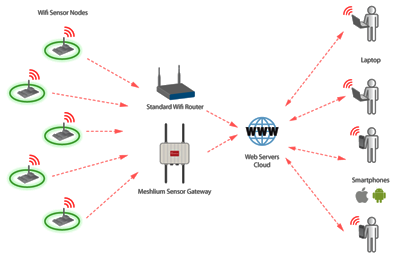 Wifi Sensor Nodes
Standard Wifi Router
Meshlium Sensor Gateway
WWW
Web Servers
Cloud
Laptop
Smartphones